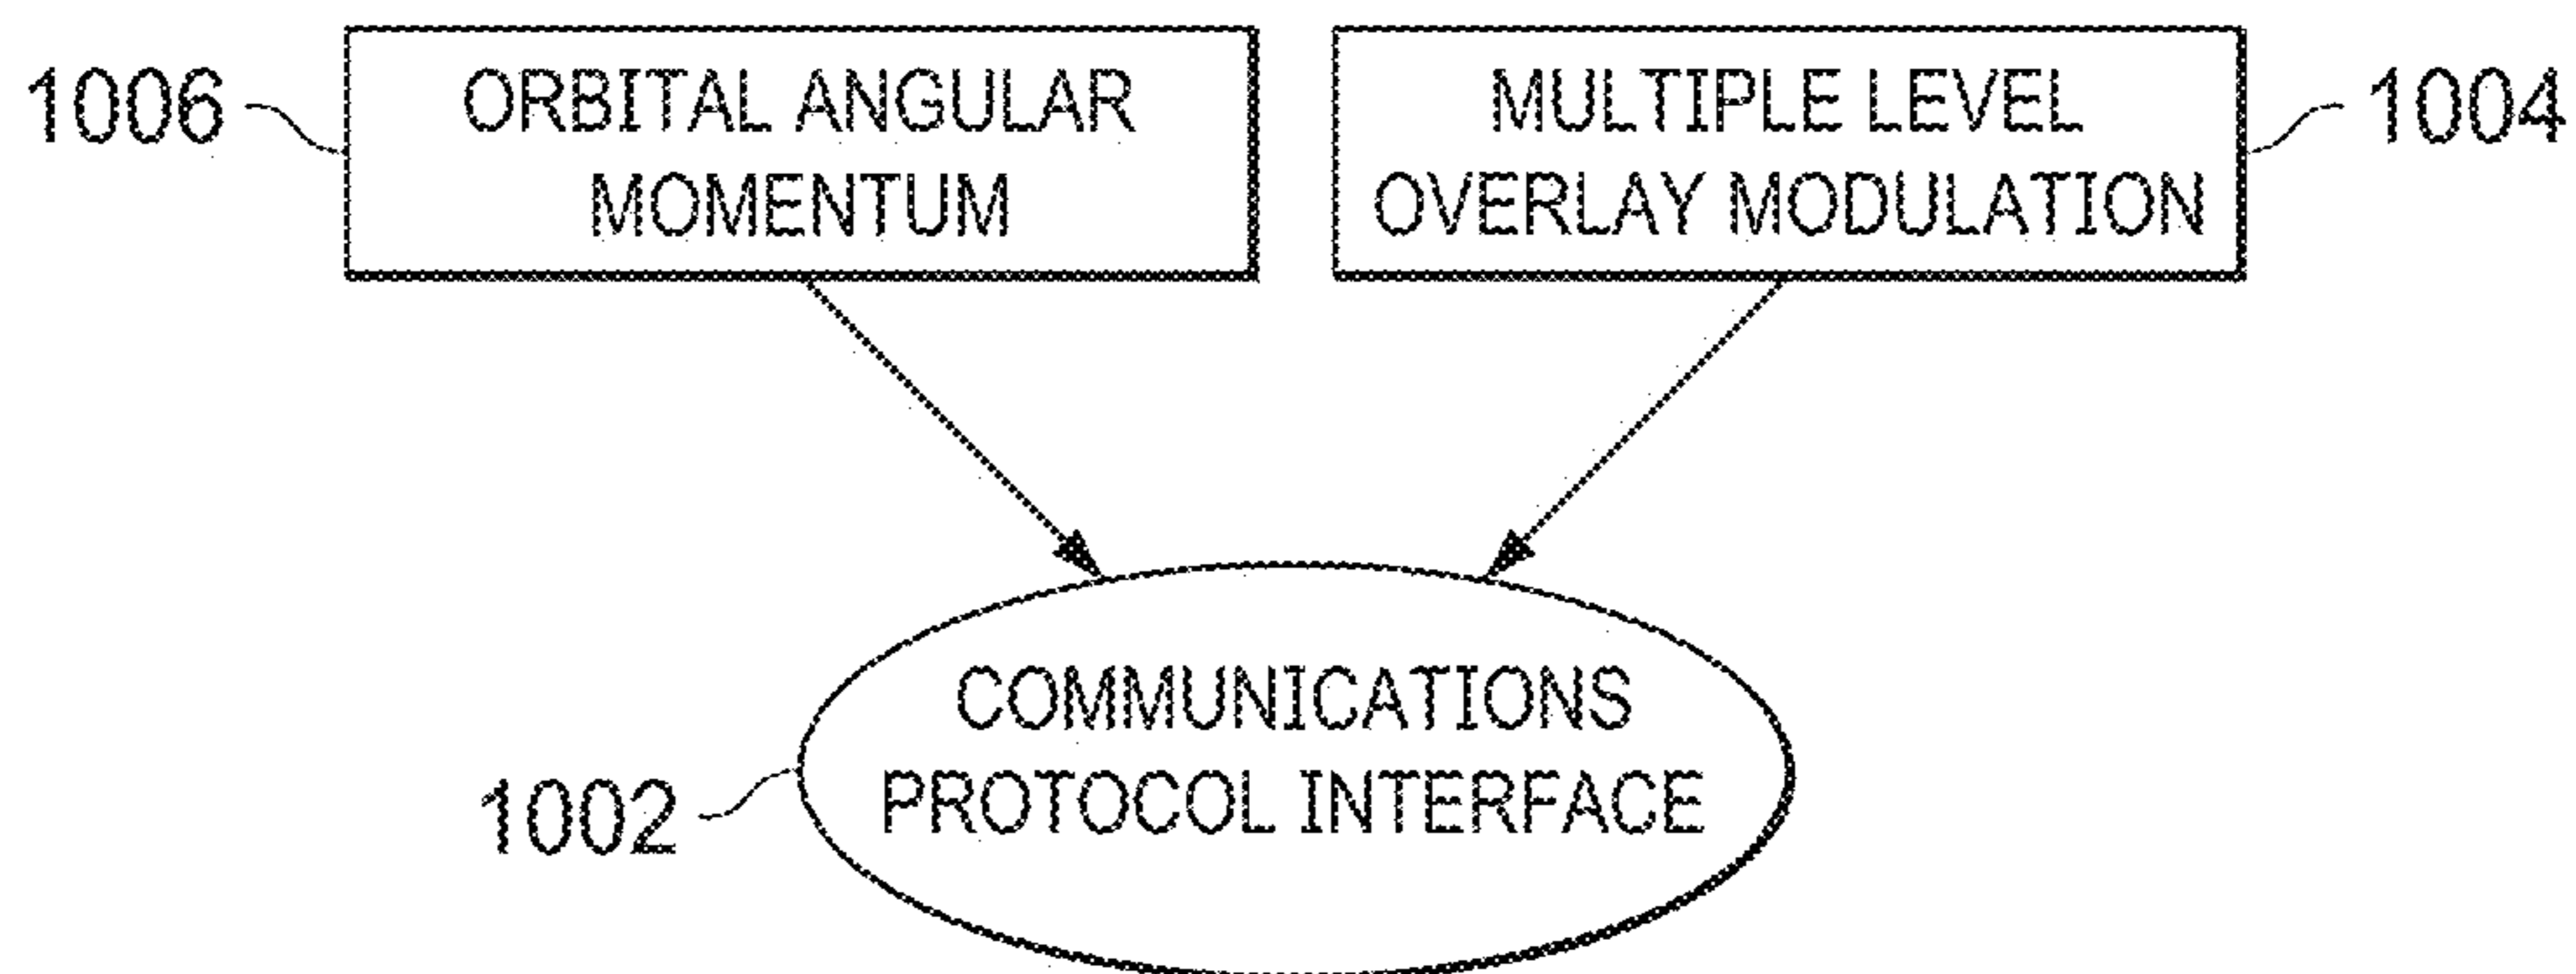 1006
ORBITAL ANGULAR
MOMENTUM
MULTIPLE LEVEL
OVERLAY MODULATION
1004
COMMUNICATIONS
PROTOCOL INTERFACE
1002